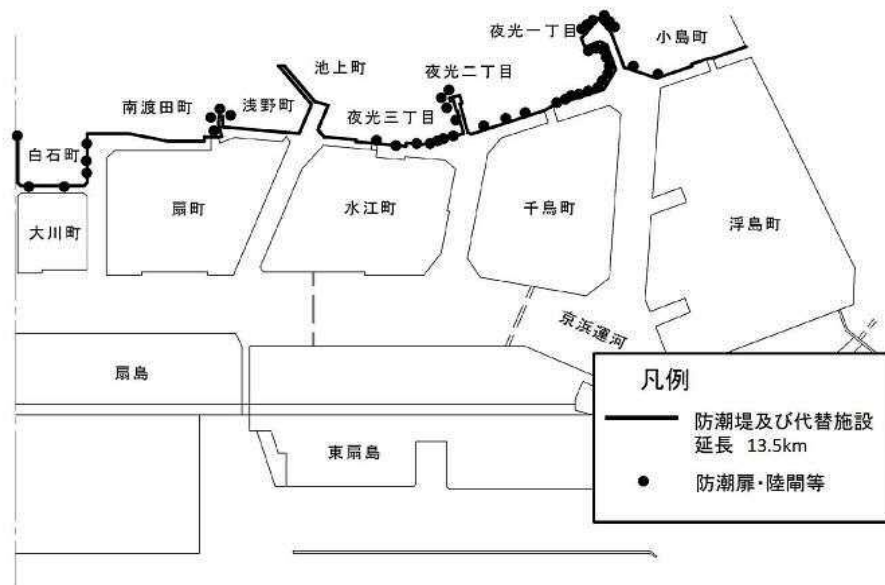 夜光一丁目
小島町
池上町
夜光二丁目
南渡田町
浅野町
夜光三丁目
白石町
大川町
扇町
水江町
千鳥町
浮島町
京浜運河
扇島
東扇島
凡例
防潮堤及び代替施設
延長 13.5km
防潮扉・陸閘等